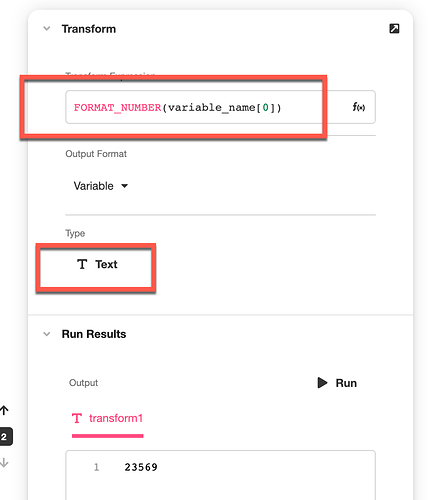 Transform
Transform Expression
FORMAT_NUMBER(variable_name[0]) f(x)
Output Format
Variable
Type
T Text
Run Results
Output Run
T transform1
2
1 23569